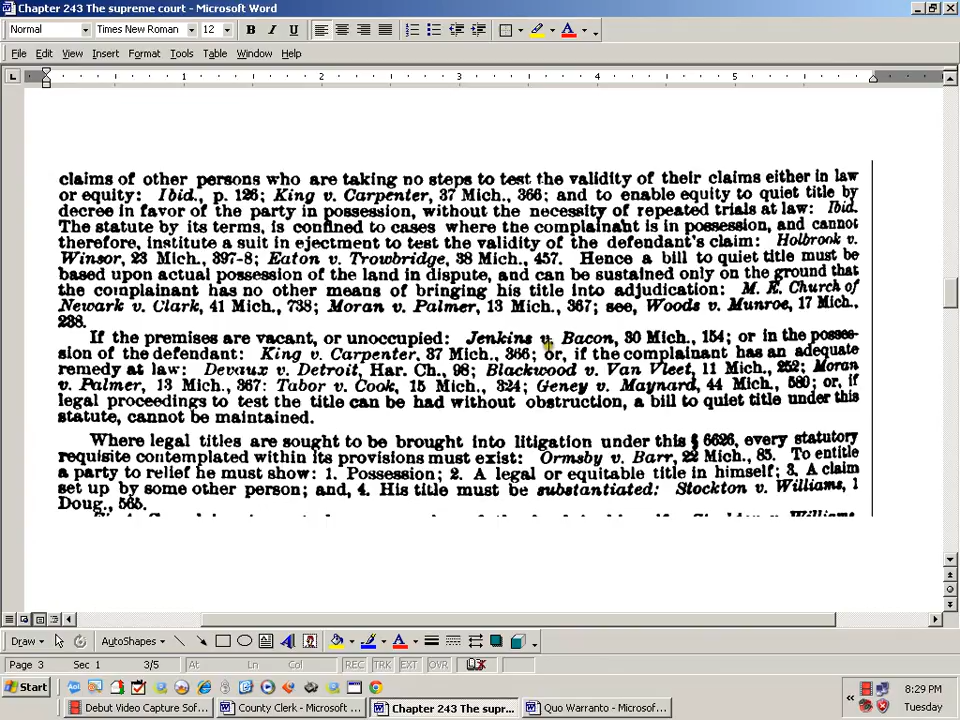 Chapter 243 The supreme court - Microsoft Word
Normal Times New Roman 12 B I U
File Edit View Insert Format Tools Table Window Help
1 2 3 4 5
claims of other persons who are taking no steps to test the validity of their claims either in law
or equity: Ibid., p. 126; King v. Carpenter, 37 Mich., 366; and to enable equity to quiet title by
decree in favor of the party in possession, without the necessity of repeated trials at law: Ibid.
The statute by its terms, is confined to cases where the complainant is in possession, and cannot
therefore, institute a suit in ejectment to test the validity of the defendant's claim: Holbrook v.
Winsor, 23 Mich., 397-8; Eaton v. Trowbridge, 38 Mich., 457. Hence a bill to quiet title must be
based upon actual possession of the land in dispute, and can be sustained only on the ground that
the complainant has no other means of bringing his title into adjudication: M. E. Church of
Newark v. Clark, 41 Mich., 738; Moran v. Palmer, 13 Mich., 367; see, Woods v. Munroe, 17 Mich.,
238.
If the premises are vacant, or unoccupied: Jenkins v. Bacon, 30 Mich., 154; or in the posses-
sion of the defendant: King v. Carpenter, 37 Mich., 366; or, if the complainant has an adequate
remedy at law: Devaux v. Detroit, Har. Ch., 98; Blackwood v. Van Vleet, 11 Mich., 252; Moran
v. Palmer, 13 Mich., 367: Tabor v. Cook, 15 Mich., 324; Geney v. Maynard, 44 Mich., 580; or, if
legal proceedings to test the title can be had without obstruction, a bill to quiet title under this
statute, cannot be maintained.
Where legal titles are sought to be brought into litigation under this § 6626, every statutory
requisite contemplated within its provisions must exist: Ormsby v. Barr, 22 Mich., 85. To entitle
a party to relief he must show: 1. Possession; 2. A legal or equitable title in himself; 3. A claim
set up by some other person; and, 4. His title must be substantiated: Stockton v. Williams, 1
Doug., 565.
Draw AutoShapes
Page 3 Sec 1 3/5 At Ln Col REC TRK EXT OVR
Start 8:29 PM
Debut Video Capture Sof... County Clerk - Microsoft ... Chapter 243 The supr... Quo Warranto - Microsof... Tuesday